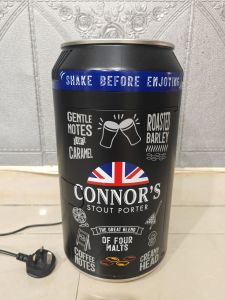 SHAKE BEFORE ENJOYING
GENTLE
NOTES
OF
CARAMEL
ROASTED
BARLEY
CONNOR'S
STOUT PORTER
THE GREAT BLEND
OF FOUR
MALTS
COFFEE
NOTES
CREAMY
HEAD